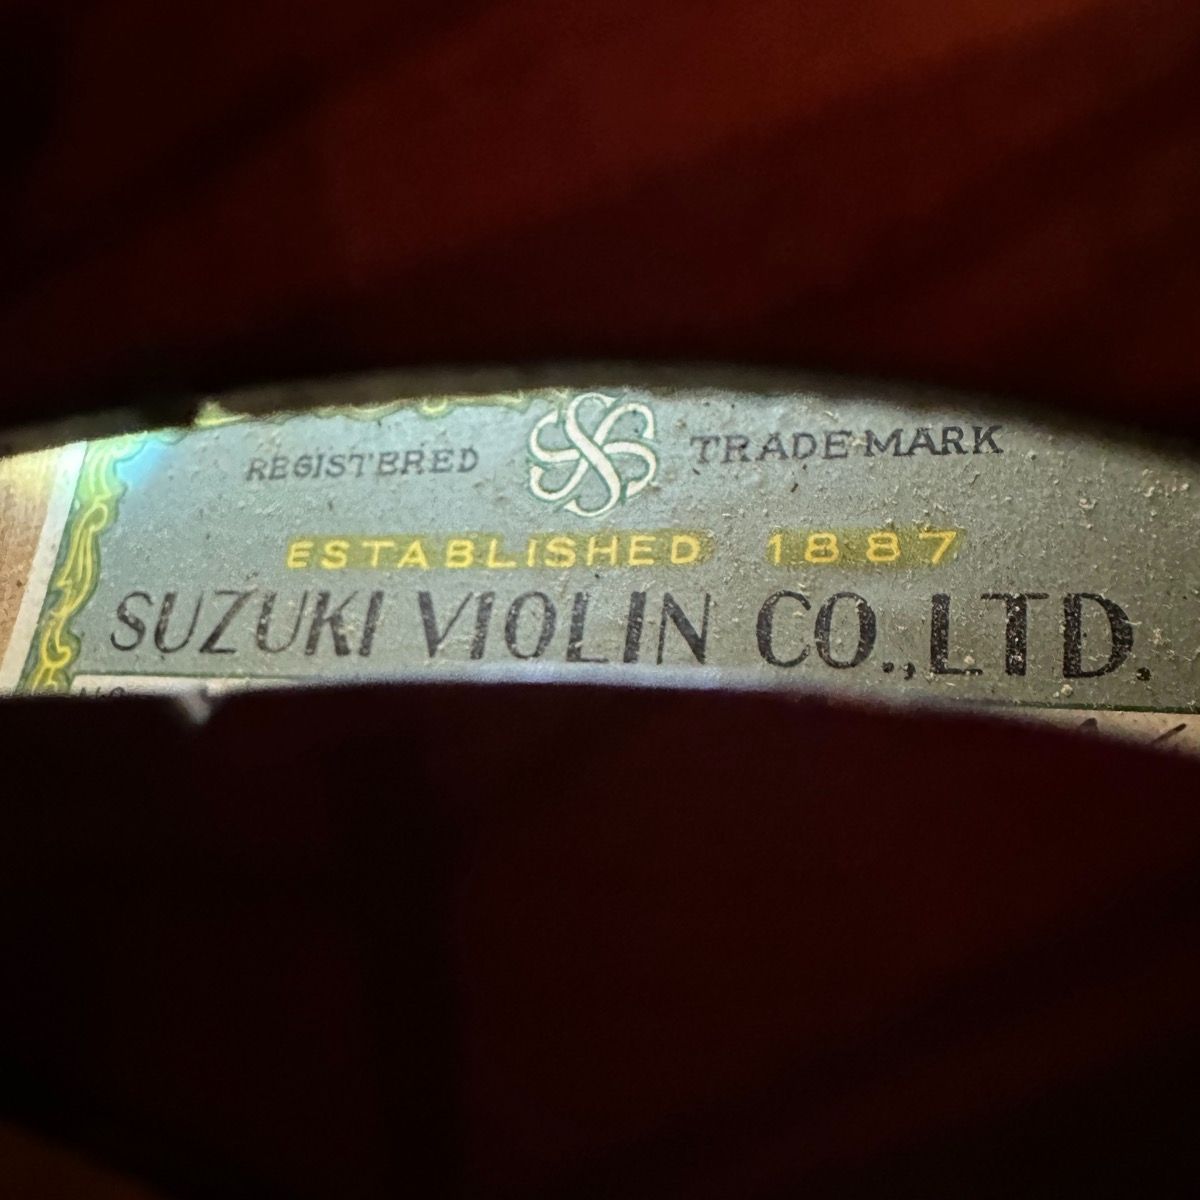 REGISTERED TRADE MARK
ESTABLISHED 1887
SUZUKI VIOLIN CO., LTD.